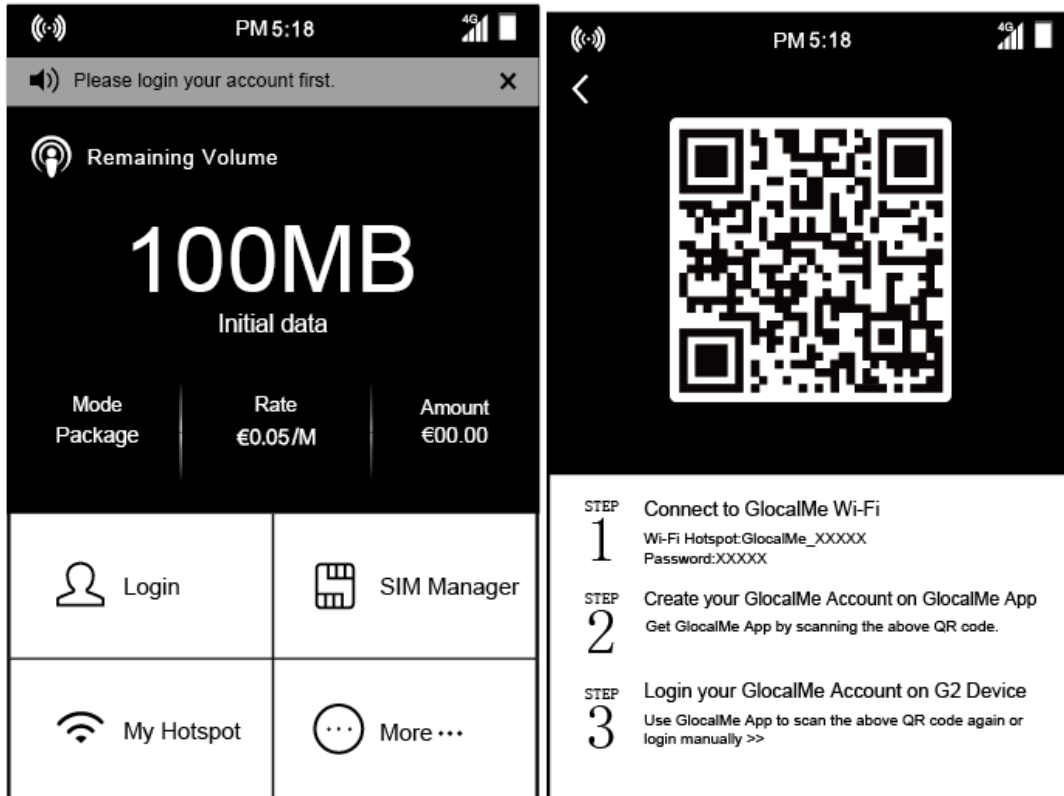 PM 5:18
4G
Please login your account first.
Remaining Volume
100MB
Initial data
Mode
Package
Rate
€0.05/M
Amount
€00.00
Login
SIM Manager
My Hotspot
More ···
PM 5:18
4G
STEP
1
Connect to GlocalMe Wi-Fi
Wi-Fi Hotspot:GlocalMe_XXXXX
Password:XXXXX
STEP
2
Create your GlocalMe Account on GlocalMe App
Get GlocalMe App by scanning the above QR code.
STEP
3
Login your GlocalMe Account on G2 Device
Use GlocalMe App to scan the above QR code again or
login manually >>